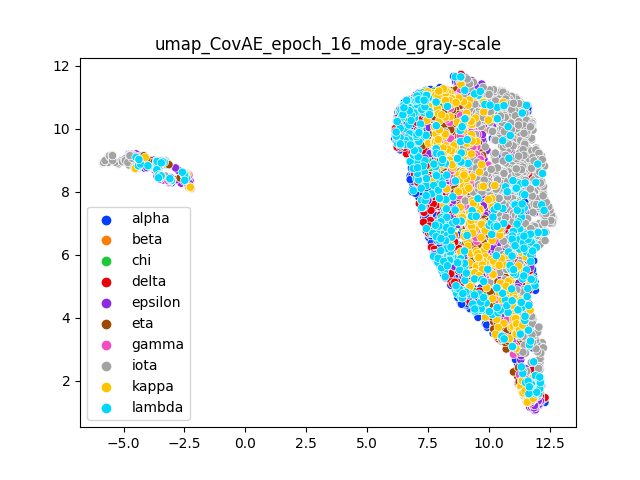 umap_CovAE_epoch_16_mode_gray-scale
12
10
8
6
4
2
alpha
beta
chi
delta
epsilon
eta
gamma
iota
kappa
lambda
−5.0 −2.5 0.0 2.5 5.0 7.5 10.0 12.5